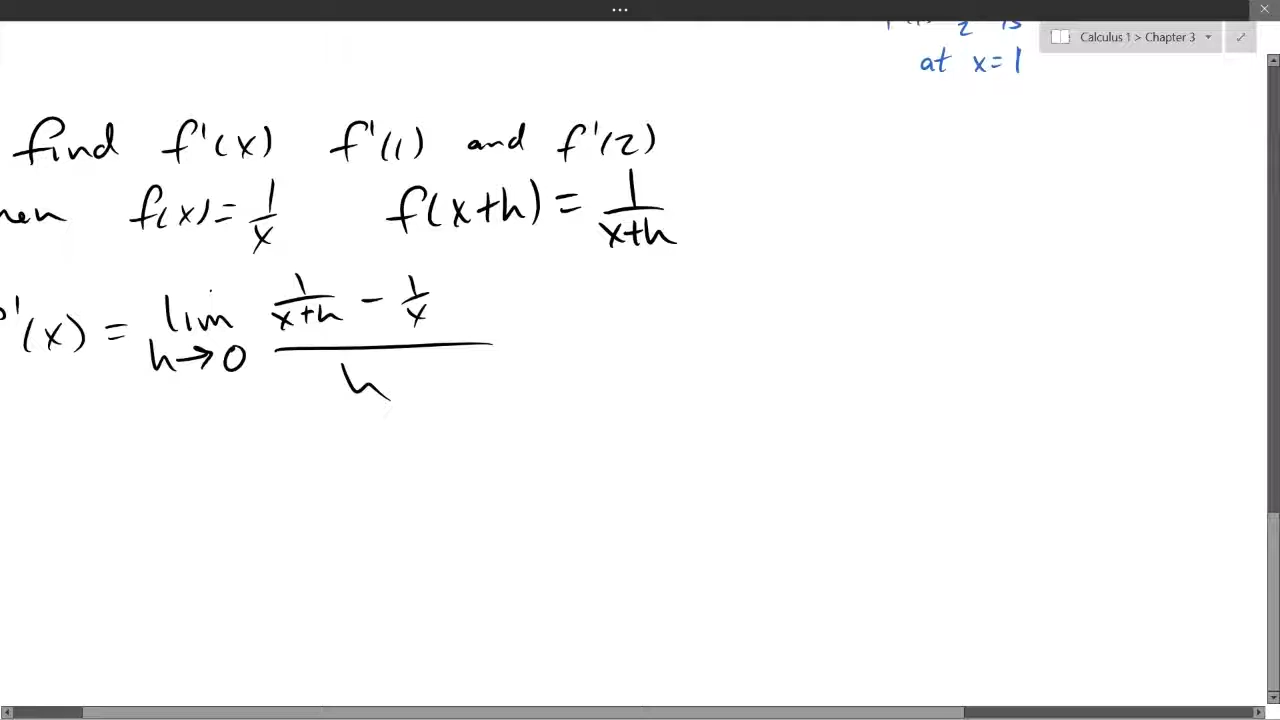 ...
Calculus 1 > Chapter 3
at x=1
find f'(x) f'(1) and f'(2)
f(x) = 1/x f(x+h) = 1/(x+h)
'(x) = lim h→0 (1/(x+h) - 1/x)/h